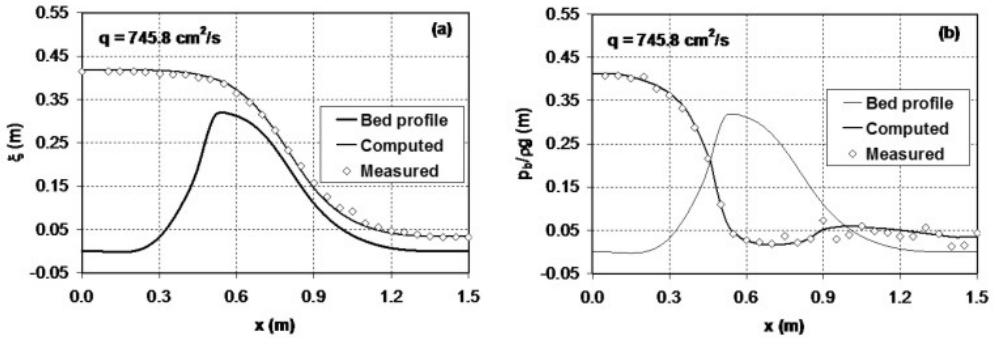 (a)
q = 745.8 cm²/s
0.55
0.45
0.35
0.25
0.15
0.05
-0.05
ξ (m)
Bed profile
Computed
Measured
0.0 0.3 0.6 0.9 1.2 1.5
x (m)
(b)
q = 745.8 cm²/s
0.55
0.45
0.35
0.25
0.15
0.05
-0.05
p_b/ρg (m)
Bed profile
Computed
Measured
0.0 0.3 0.6 0.9 1.2 1.5
x (m)